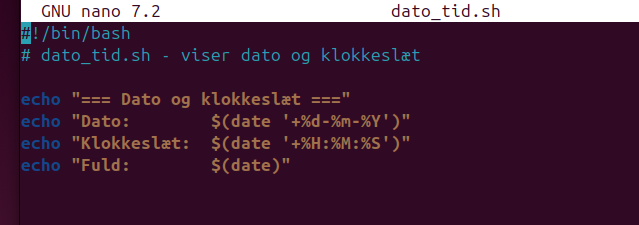 GNU nano 7.2 dato_tid.sh
#!/bin/bash
# dato_tid.sh - viser dato og klokkeslæt
echo "=== Dato og klokkeslæt ==="
echo "Dato:        $(date '+%d-%m-%Y')"
echo "Klokkeslæt:  $(date '+%H:%M:%S')"
echo "Fuld:        $(date)"